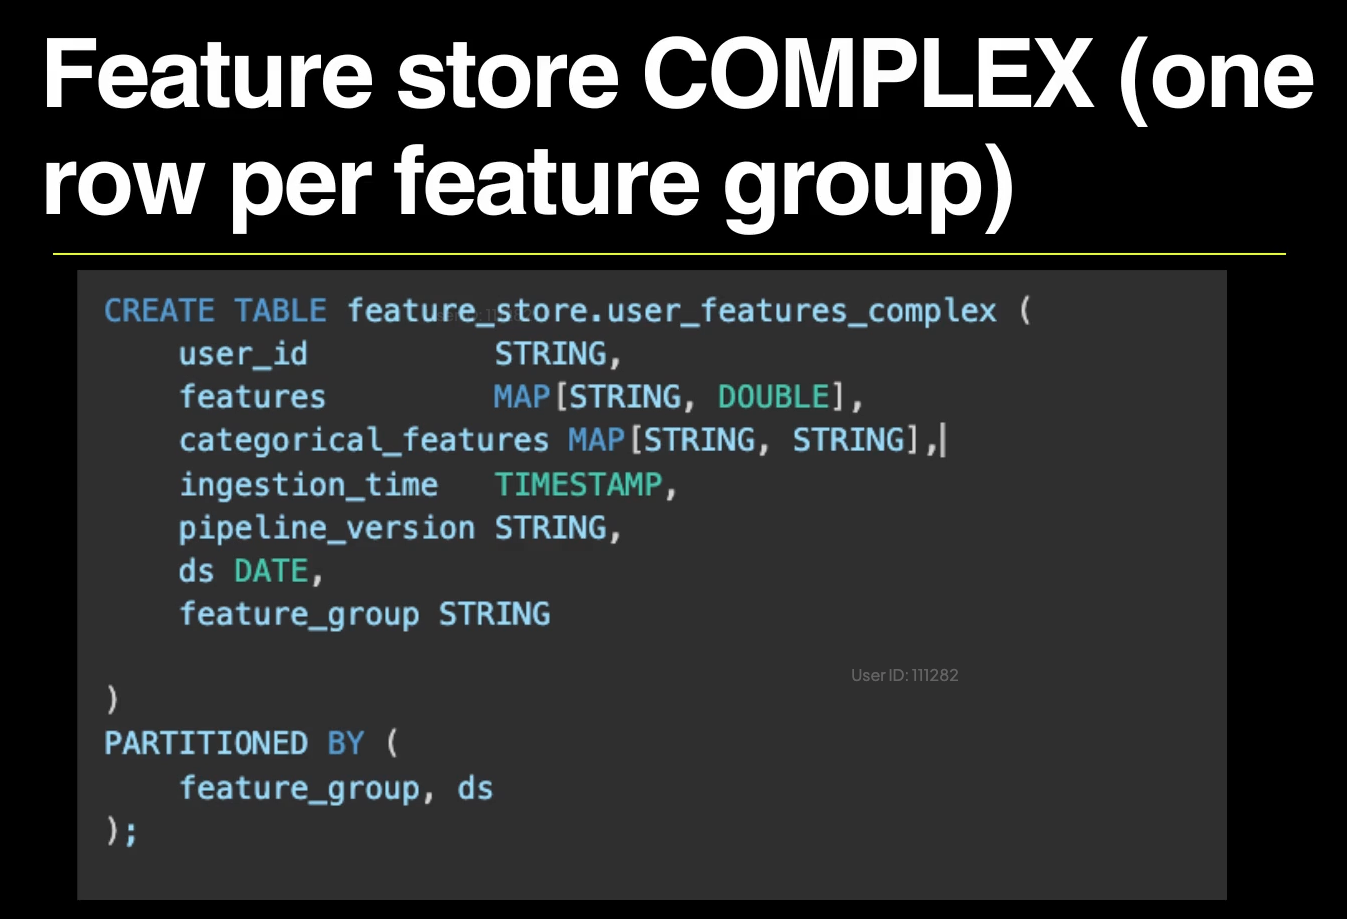 Feature store COMPLEX (one
row per feature group)
CREATE TABLE feature_store.user_features_complex (
user_id STRING,
features MAP[STRING, DOUBLE],
categorical_features MAP[STRING, STRING],
ingestion_time TIMESTAMP,
pipeline_version STRING,
ds DATE,
feature_group STRING
User ID: 111282
)
PARTITIONED BY (
feature_group, ds
);